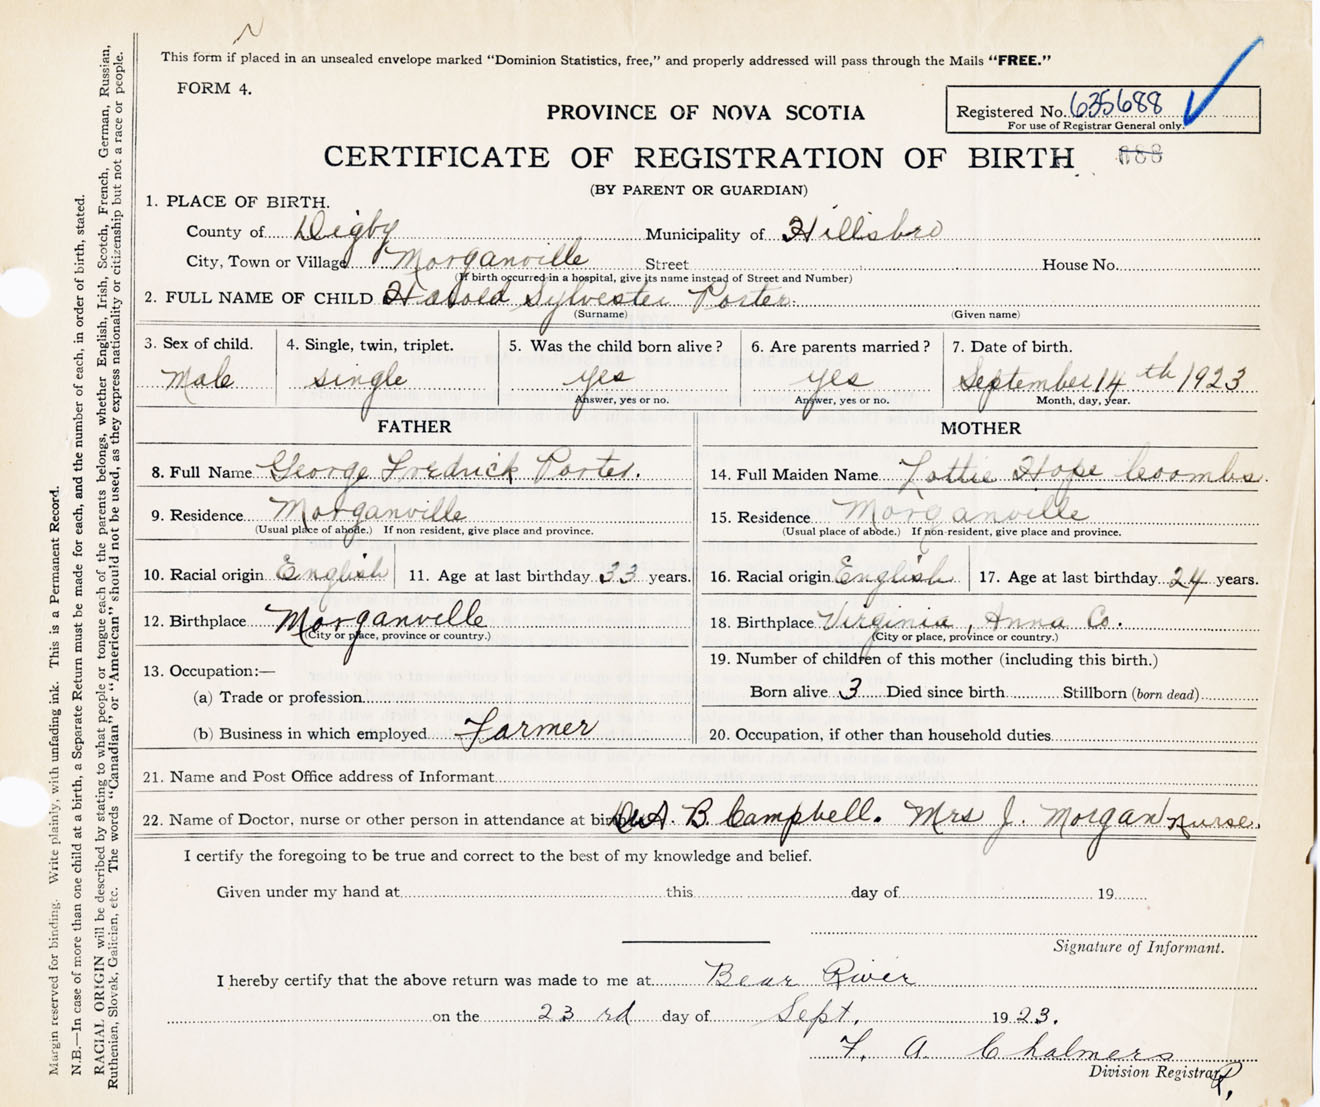 This form if placed in an unsealed envelope marked "Dominion Statistics, free," and properly addressed will pass through the Mails "FREE."
FORM 4.
PROVINCE OF NOVA SCOTIA
Registered No. 635688
For use of Registrar General only.
CERTIFICATE OF REGISTRATION OF BIRTH 688
(BY PARENT OR GUARDIAN)
1. PLACE OF BIRTH.
County of Digby Municipality of Hillsbro
City, Town or Village Morganville Street House No.
(If birth occurred in a hospital, give its name instead of Street and Number)
2. FULL NAME OF CHILD Harold Sylvester Porter.
(Surname) (Given name)
3. Sex of child. 4. Single, twin, triplet. 5. Was the child born alive? 6. Are parents married? 7. Date of birth.
Male single yes yes September 14th 1923
Answer, yes or no. Answer, yes or no. Month, day, year.
FATHER MOTHER
8. Full Name George Fredrick Porter. 14. Full Maiden Name Lottie Hope Coombs.
9. Residence Morganville 15. Residence Morganville
(Usual place of abode.) If non resident, give place and province. (Usual place of abode.) If non-resident, give place and province.
10. Racial origin English 11. Age at last birthday 33 years. 16. Racial origin English 17. Age at last birthday 24 years.
12. Birthplace Morganville 18. Birthplace Virginia, Anna Co.
(City or place, province or country.) (City or place, province or country.)
13. Occupation:— 19. Number of children of this mother (including this birth.)
(a) Trade or profession Born alive 3 Died since birth Stillborn (born dead)
(b) Business in which employed Farmer 20. Occupation, if other than household duties
21. Name and Post Office address of Informant
22. Name of Doctor, nurse or other person in attendance at birth A. B. Campbell. Mrs J. Morgan nurse.
I certify the foregoing to be true and correct to the best of my knowledge and belief.
Given under my hand at this day of 19
Signature of Informant.
I hereby certify that the above return was made to me at Bear River
on the 23rd day of Sept. 1923.
F. A. Chalmers
Division Registrar
Margin reserved for binding. Write plainly, with unfading ink. This is a Permanent Record.
N.B.—In case of more than one child at a birth, a Separate Return must be made for each, and the number of each, in order of birth, stated.
RACIAL ORIGIN will be described by stating to what people or tongue each of the parents belongs, whether English, Irish, Scotch, French, German, Russian,
Ruthenian, Slovak, Galician, etc. The words "Canadian" or "American" should not be used, as they express nationality or citizenship but not a race or people.